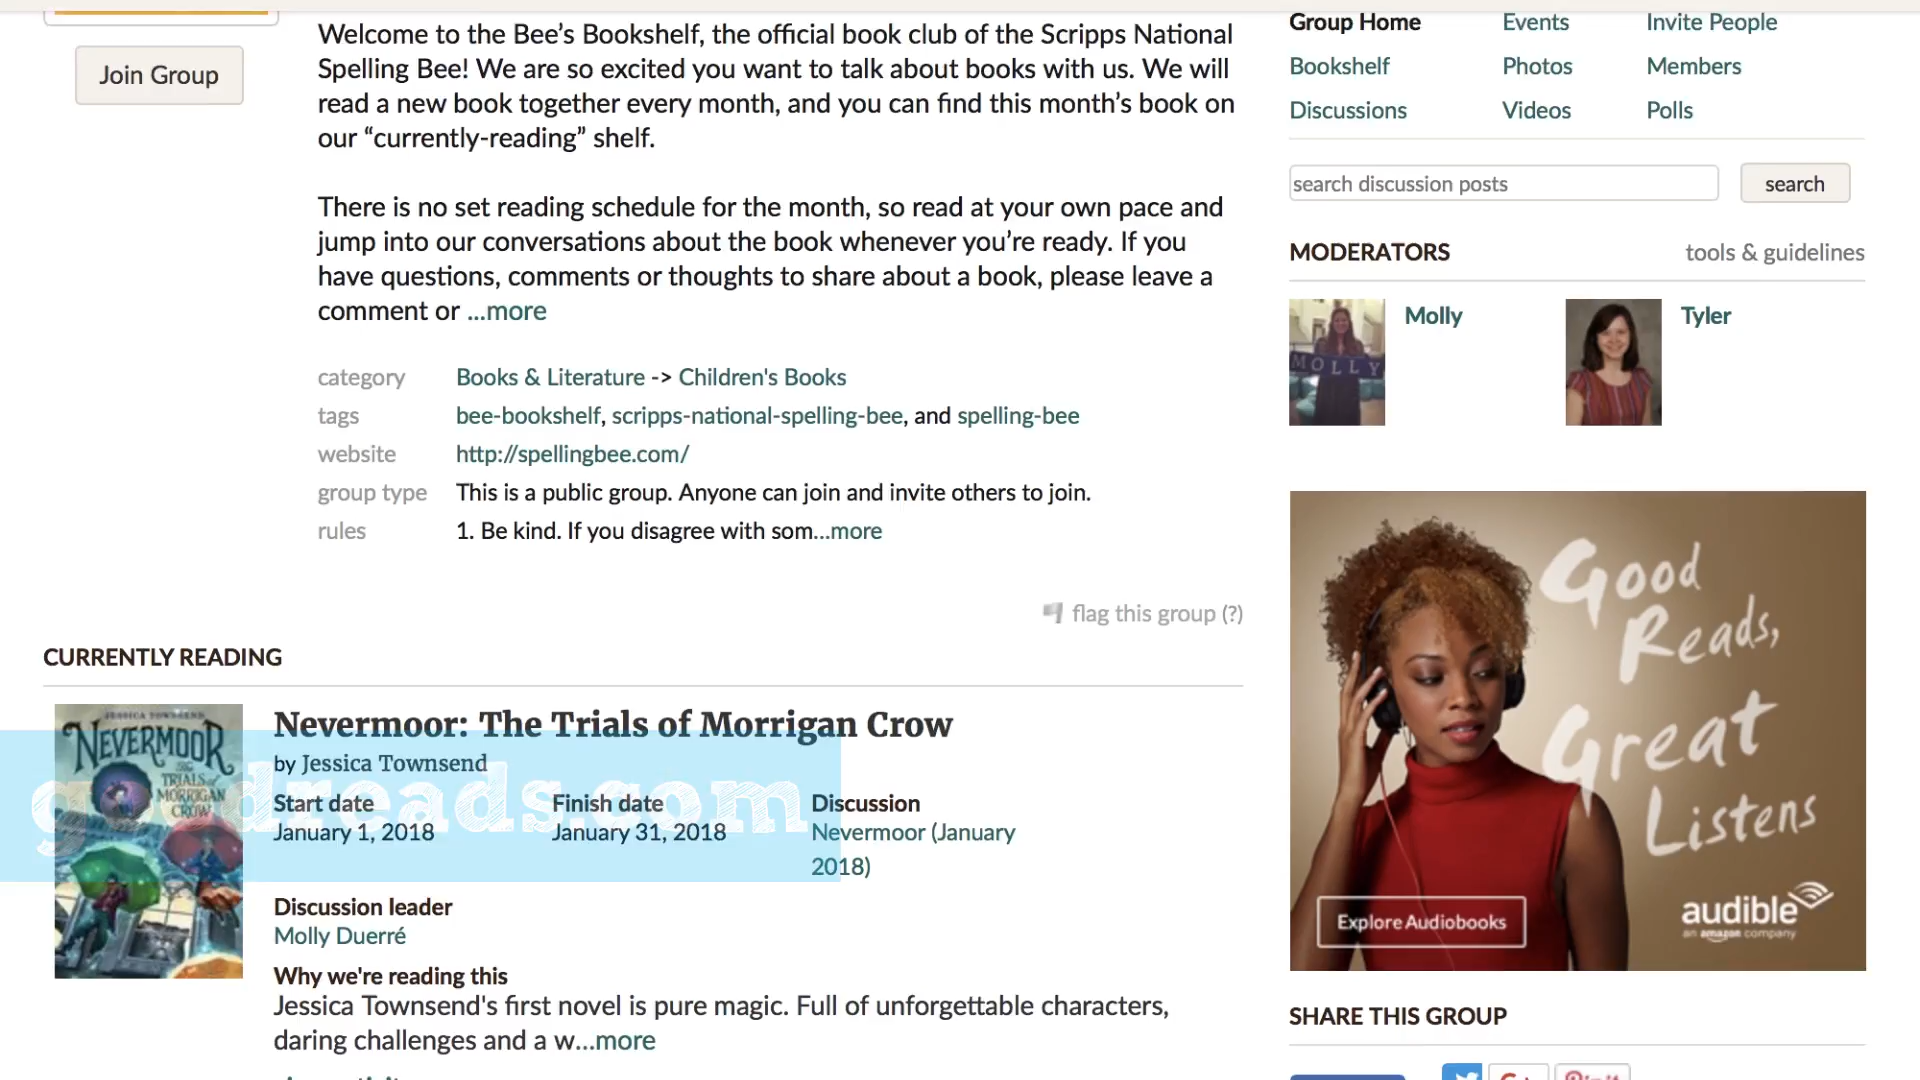 Join Group
Welcome to the Bee’s Bookshelf, the official book club of the Scripps National
Spelling Bee! We are so excited you want to talk about books with us. We will
read a new book together every month, and you can find this month’s book on
our “currently-reading” shelf.
There is no set reading schedule for the month, so read at your own pace and
jump into our conversations about the book whenever you’re ready. If you
have questions, comments or thoughts to share about a book, please leave a
comment or ...more
category Books & Literature -> Children's Books
tags bee-bookshelf, scripps-national-spelling-bee, and spelling-bee
website http://spellingbee.com/
group type This is a public group. Anyone can join and invite others to join.
rules 1. Be kind. If you disagree with som...more
flag this group (?)
CURRENTLY READING
JESSICA TOWNSEND
NEVERMOOR
The
TRIALS of
MORRIGAN
CROW
Nevermoor: The Trials of Morrigan Crow
by Jessica Townsend
goodreads.com
Start date Finish date Discussion
January 1, 2018 January 31, 2018 Nevermoor (January
2018)
Discussion leader
Molly Duerré
Why we're reading this
Jessica Townsend's first novel is pure magic. Full of unforgettable characters,
daring challenges and a w...more
Group Home Events Invite People
Bookshelf Photos Members
Discussions Videos Polls
search discussion posts search
MODERATORS tools & guidelines
Molly Tyler
MOLLY
Good
Reads,
Great
Listens
Explore Audiobooks
audible
an amazon company
SHARE THIS GROUP